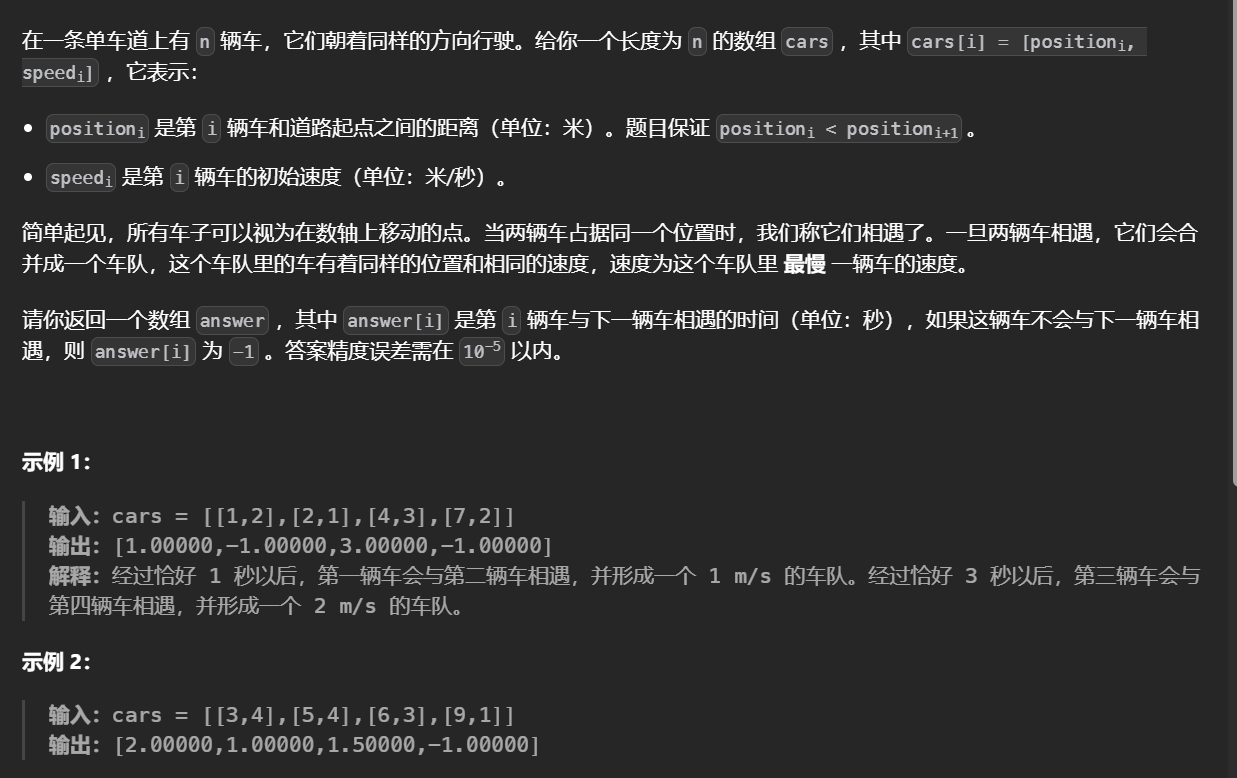 在一条单车道上有 n 辆车，它们朝着同样的方向行驶。给你一个长度为 n 的数组 cars ，其中 cars[i] = [positionᵢ,
speedᵢ] ，它表示：
• positionᵢ 是第 i 辆车和道路起点之间的距离（单位：米）。题目保证 positionᵢ < positionᵢ₊₁ 。
• speedᵢ 是第 i 辆车的初始速度（单位：米/秒）。
简单起见，所有车子可以视为在数轴上移动的点。当两辆车占据同一个位置时，我们称它们相遇了。一旦两辆车相遇，它们会合
并成一个车队，这个车队里的车有着同样的位置和相同的速度，速度为这个车队里 最慢 一辆车的速度。
请你返回一个数组 answer ，其中 answer[i] 是第 i 辆车与下一辆车相遇的时间（单位：秒），如果这辆车不会与下一辆车相
遇，则 answer[i] 为 -1 。答案精度误差需在 10⁻⁵ 以内。
示例 1：
输入：cars = [[1,2],[2,1],[4,3],[7,2]]
输出：[1.00000,-1.00000,3.00000,-1.00000]
解释：经过恰好 1 秒以后，第一辆车会与第二辆车相遇，并形成一个 1 m/s 的车队。经过恰好 3 秒以后，第三辆车会与
第四辆车相遇，并形成一个 2 m/s 的车队。
示例 2：
输入：cars = [[3,4],[5,4],[6,3],[9,1]]
输出：[2.00000,1.00000,1.50000,-1.00000]